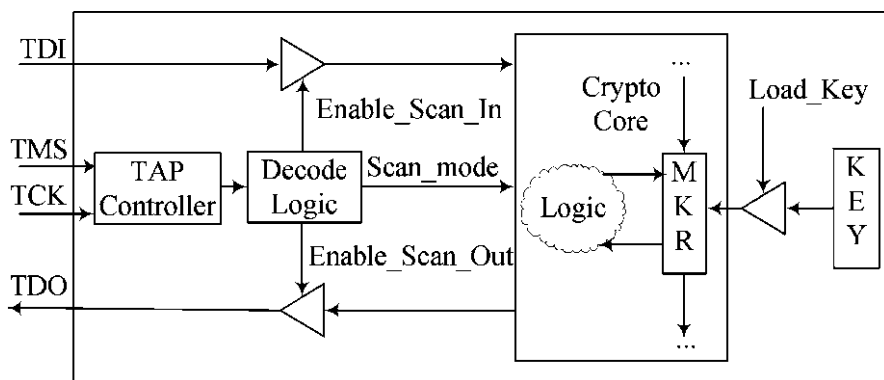 TDI
...
Enable_Scan_In
Crypto
Core
Load_Key
TMS
TAP
Controller
TCK
Decode
Logic
Scan_mode
Logic
M
K
R
K
E
Y
Enable_Scan_Out
TDO
...